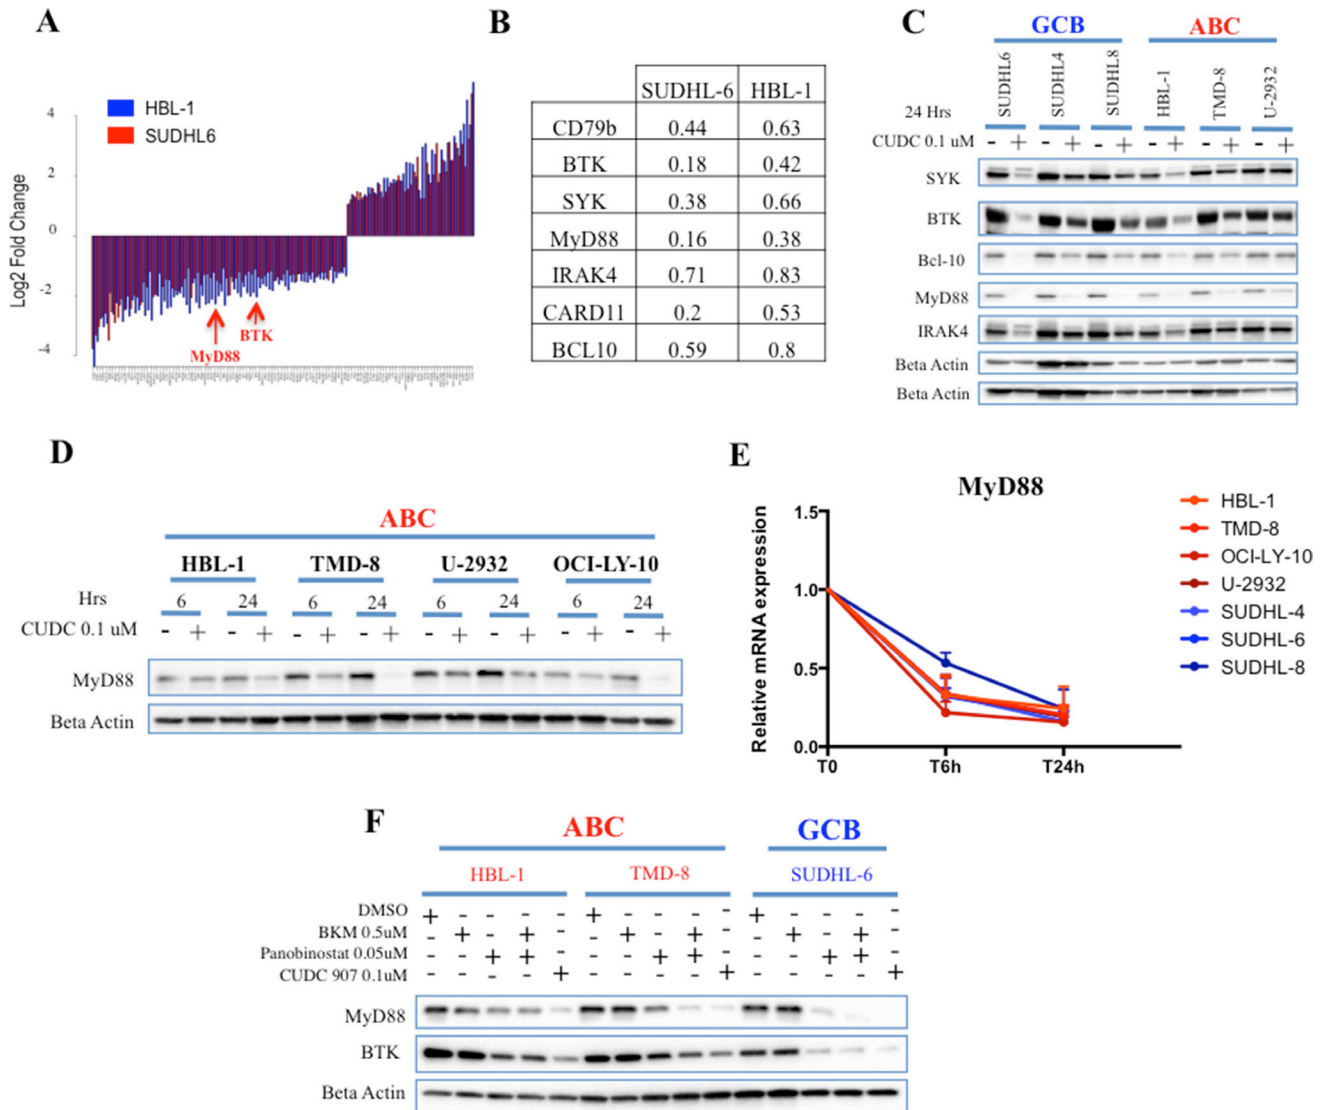 A
HBL-1
SUDHL6
Log2 Fold Change
4
2
0
-2
-4
MyD88
BTK
B
SUDHL-6 HBL-1
CD79b 0.44 0.63
BTK 0.18 0.42
SYK 0.38 0.66
MyD88 0.16 0.38
IRAK4 0.71 0.83
CARD11 0.2 0.53
BCL10 0.59 0.8
C
GCB ABC
SUDHL6 SUDHL4 SUDHL8 HBL-1 TMD-8 U-2932
24 Hrs
CUDC 0.1 uM - + - + - + - + - + - +
SYK
BTK
Bcl-10
MyD88
IRAK4
Beta Actin
Beta Actin
D
ABC
HBL-1 TMD-8 U-2932 OCI-LY-10
Hrs 6 24 6 24 6 24 6 24
CUDC 0.1 uM - + - + - + - + - + - + - + - +
MyD88
Beta Actin
E
MyD88
Relative mRNA expression
1.5
1.0
0.5
0.0
T0 T6h T24h
HBL-1
TMD-8
OCI-LY-10
U-2932
SUDHL-4
SUDHL-6
SUDHL-8
F
ABC GCB
HBL-1 TMD-8 SUDHL-6
DMSO + - - - - + - - - - + - - - -
BKM 0.5uM - + - + - - + - + - - + - + -
Panobinostat 0.05uM - - + + - - - + + - - - + + -
CUDC 907 0.1uM - - - - + - - - - + - - - - +
MyD88
BTK
Beta Actin